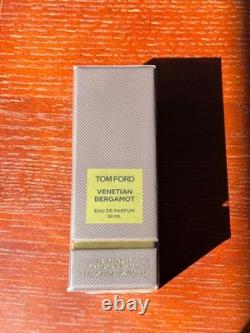 TOM FORD
VENETIAN
BERGAMOT
EAU DE PARFUM
50 ML